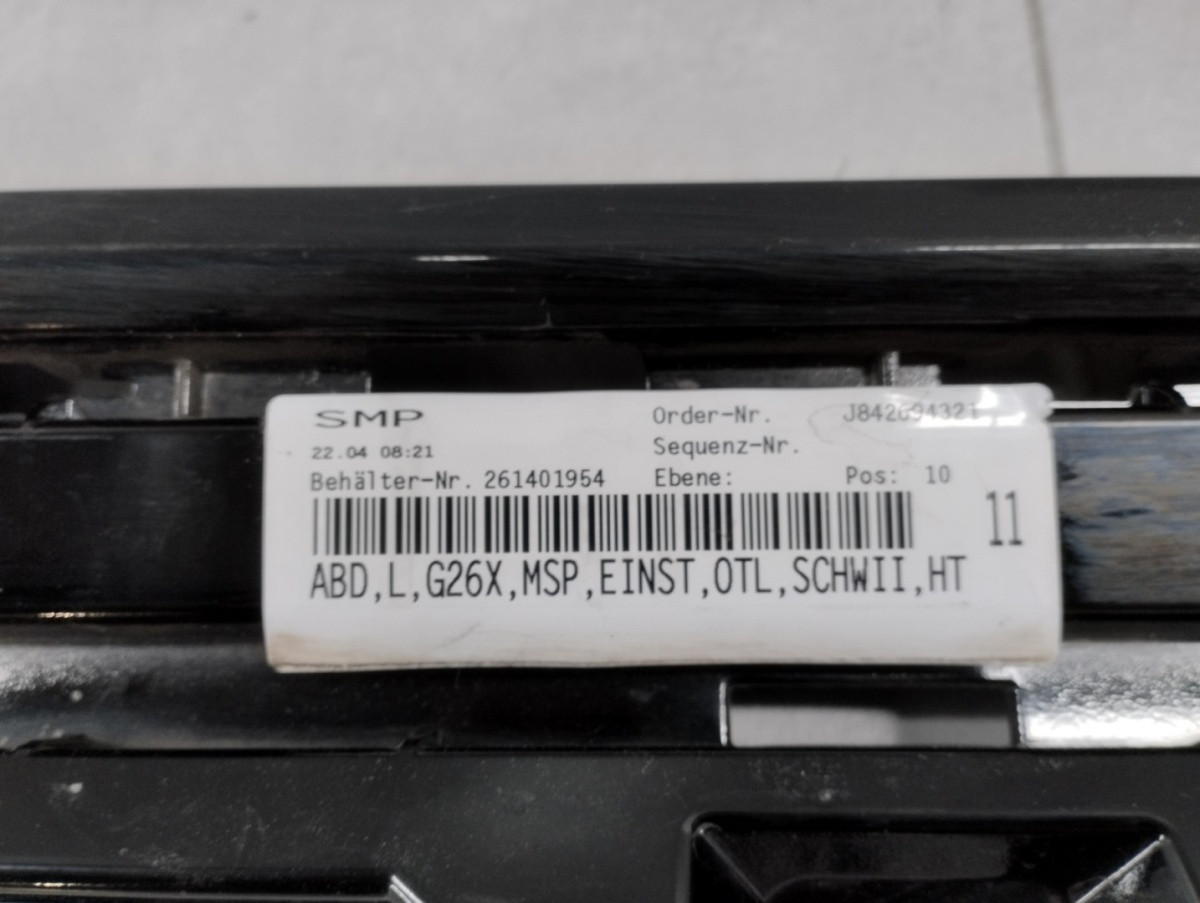 SMP
Order-Nr. J842694321
22.04 08:21
Sequenz-Nr.
Behälter-Nr. 261401954
Ebene: Pos: 10
11
ABD,L,G26X,MSP,EINST,OTL,SCHWII,HT